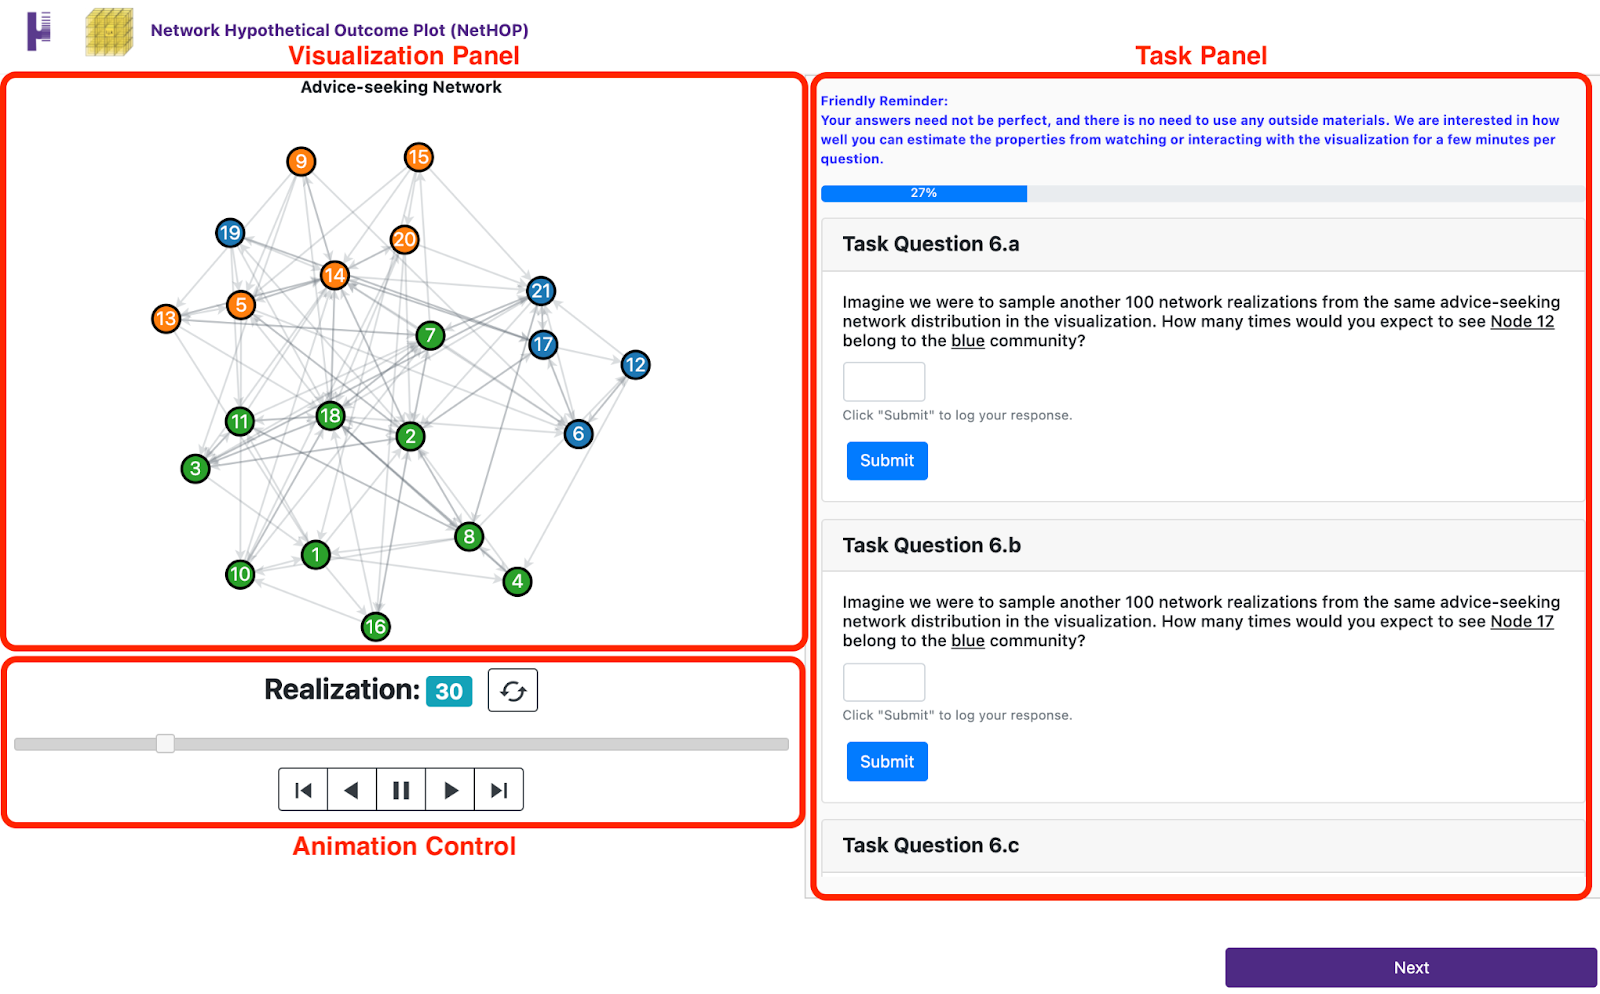 Network Hypothetical Outcome Plot (NetHOP)
Visualization Panel
Advice-seeking Network
9
15
19
20
14
21
5
13
7
17
12
11
18
2
6
3
8
1
10
4
16
Realization: 30
Animation Control
Task Panel
Friendly Reminder:
Your answers need not be perfect, and there is no need to use any outside materials. We are interested in how
well you can estimate the properties from watching or interacting with the visualization for a few minutes per
question.
27%
Task Question 6.a
Imagine we were to sample another 100 network realizations from the same advice-seeking
network distribution in the visualization. How many times would you expect to see Node 12
belong to the blue community?
Click "Submit" to log your response.
Submit
Task Question 6.b
Imagine we were to sample another 100 network realizations from the same advice-seeking
network distribution in the visualization. How many times would you expect to see Node 17
belong to the blue community?
Click "Submit" to log your response.
Submit
Task Question 6.c
Next